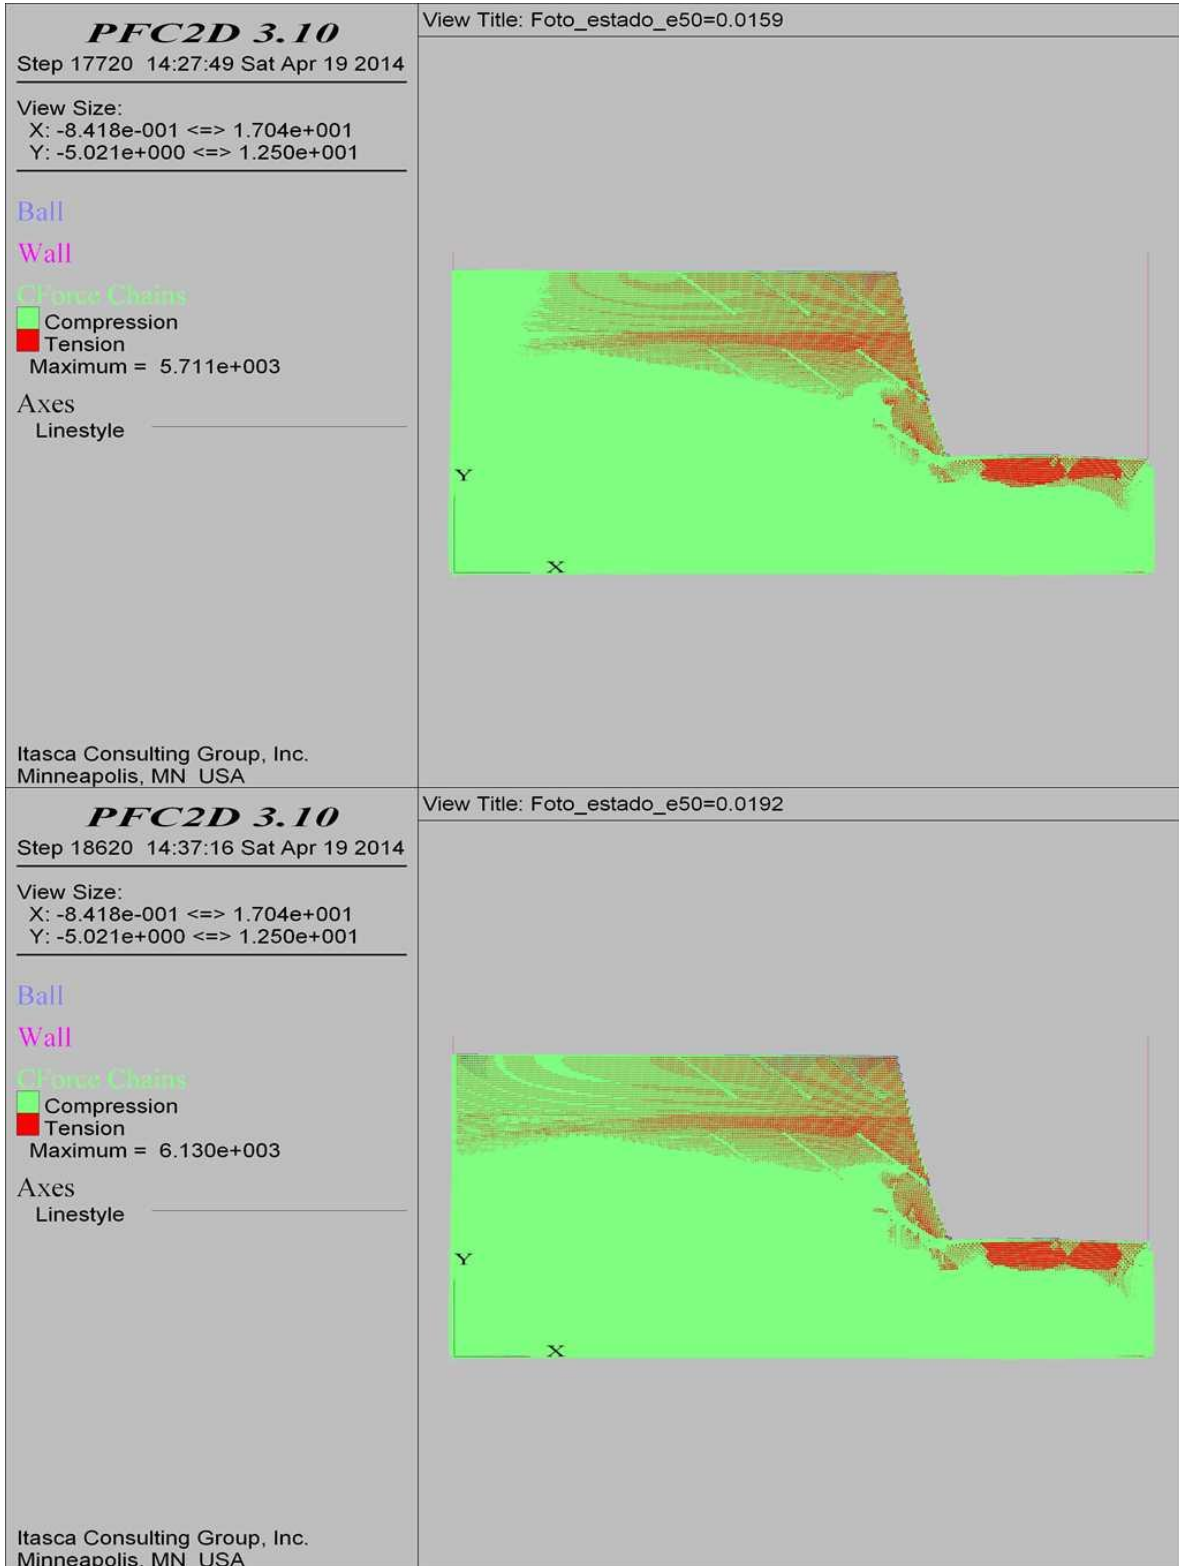 PFC2D 3.10
Step 17720 14:27:49 Sat Apr 19 2014
View Size:
X: -8.418e-001 <=> 1.704e+001
Y: -5.021e+000 <=> 1.250e+001
Ball
Wall
CForce Chains
Compression
Tension
Maximum = 5.711e+003
Axes
Linestyle
Itasca Consulting Group, Inc.
Minneapolis, MN USA
View Title: Foto_estado_e50=0.0159
Y
X
PFC2D 3.10
Step 18620 14:37:16 Sat Apr 19 2014
View Size:
X: -8.418e-001 <=> 1.704e+001
Y: -5.021e+000 <=> 1.250e+001
Ball
Wall
CForce Chains
Compression
Tension
Maximum = 6.130e+003
Axes
Linestyle
Itasca Consulting Group, Inc.
Minneapolis, MN USA
View Title: Foto_estado_e50=0.0192
Y
X